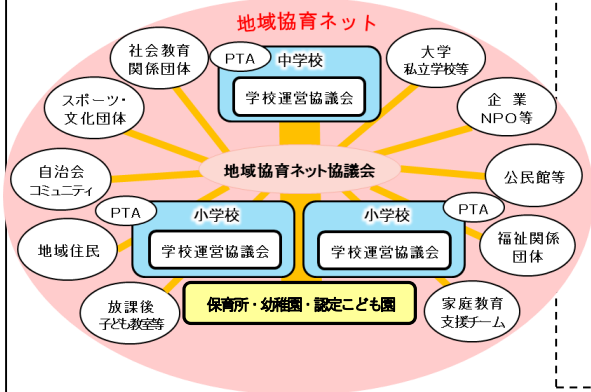 地域協育ネット
社会教育
関係団体
PTA
中学校
学校運営協議会
大学
私立学校等
スポーツ・
文化団体
企　業
NPO等
地域協育ネット協議会
自治会
コミュニティ
公民館等
PTA
小学校
学校運営協議会
小学校
PTA
学校運営協議会
地域住民
福祉関係
団体
放課後
子ども教室等
保育所・幼稚園・認定こども園
家庭教育
支援チーム